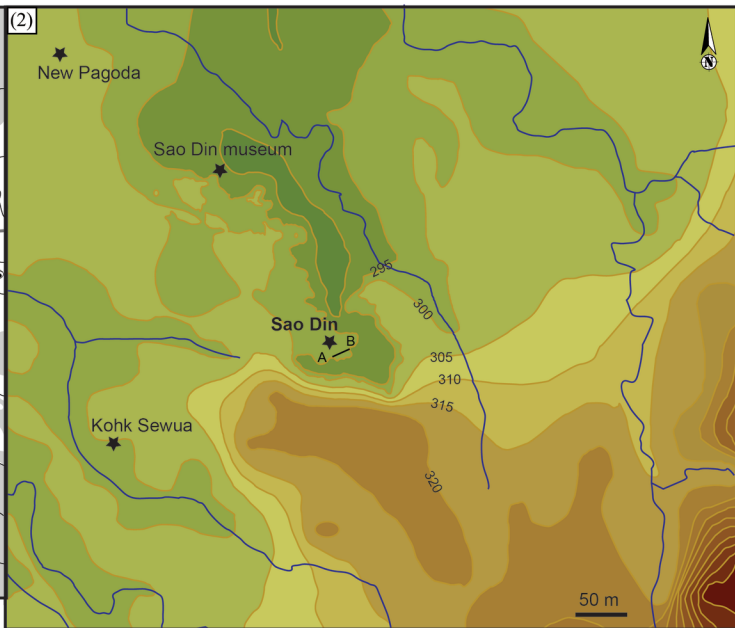 (2)
N
New Pagoda
Sao Din museum
295
300
Sao Din
B
A
305
310
315
Kohk Sewua
320
50 m